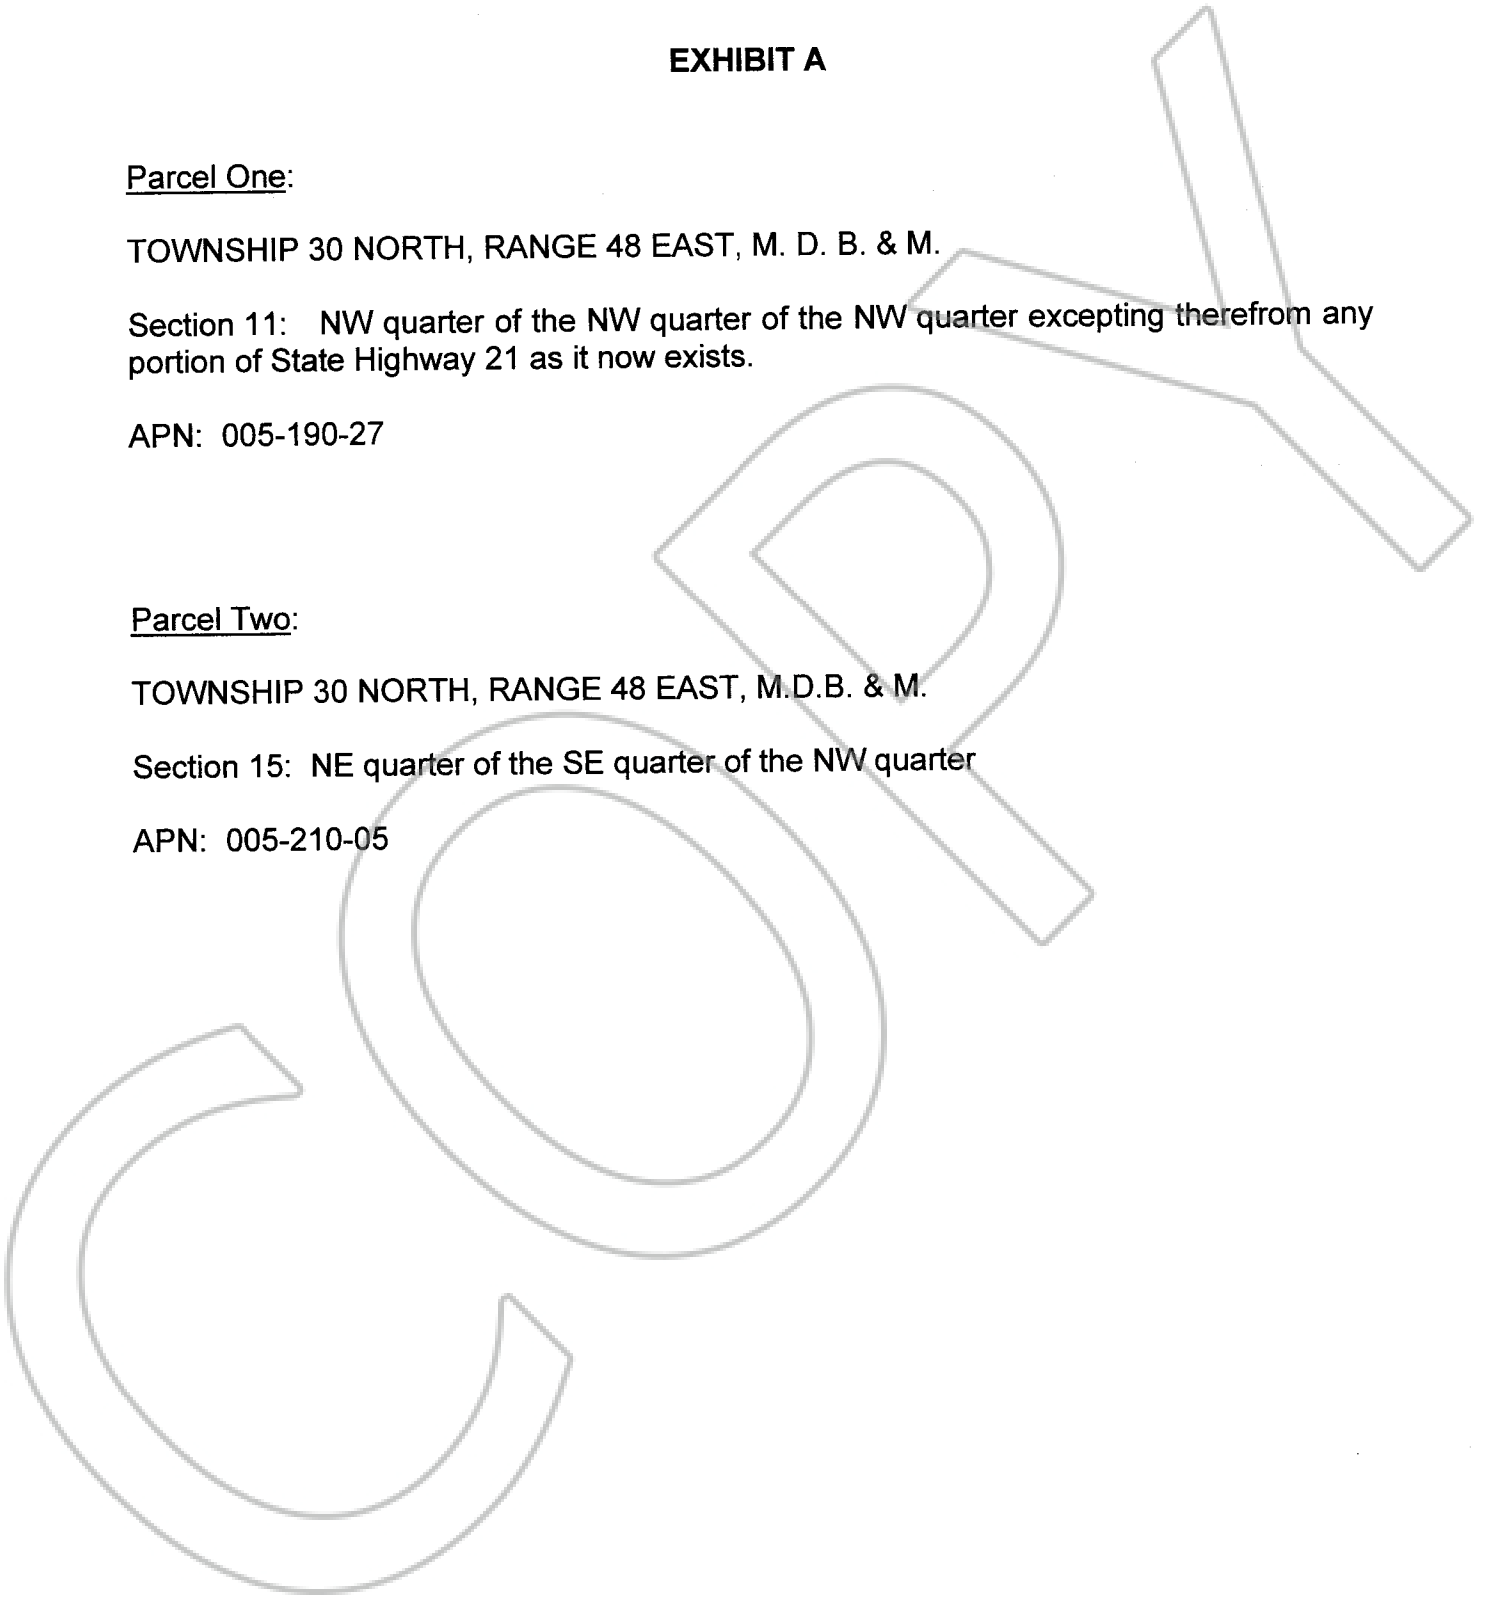 EXHIBIT A
Parcel One:
TOWNSHIP 30 NORTH, RANGE 48 EAST, M. D. B. & M.
Section 11: NW quarter of the NW quarter of the NW quarter excepting therefrom any
portion of State Highway 21 as it now exists.
APN: 005-190-27
Parcel Two:
TOWNSHIP 30 NORTH, RANGE 48 EAST, M.D.B. & M.
Section 15: NE quarter of the SE quarter of the NW quarter
APN: 005-210-05
COPY